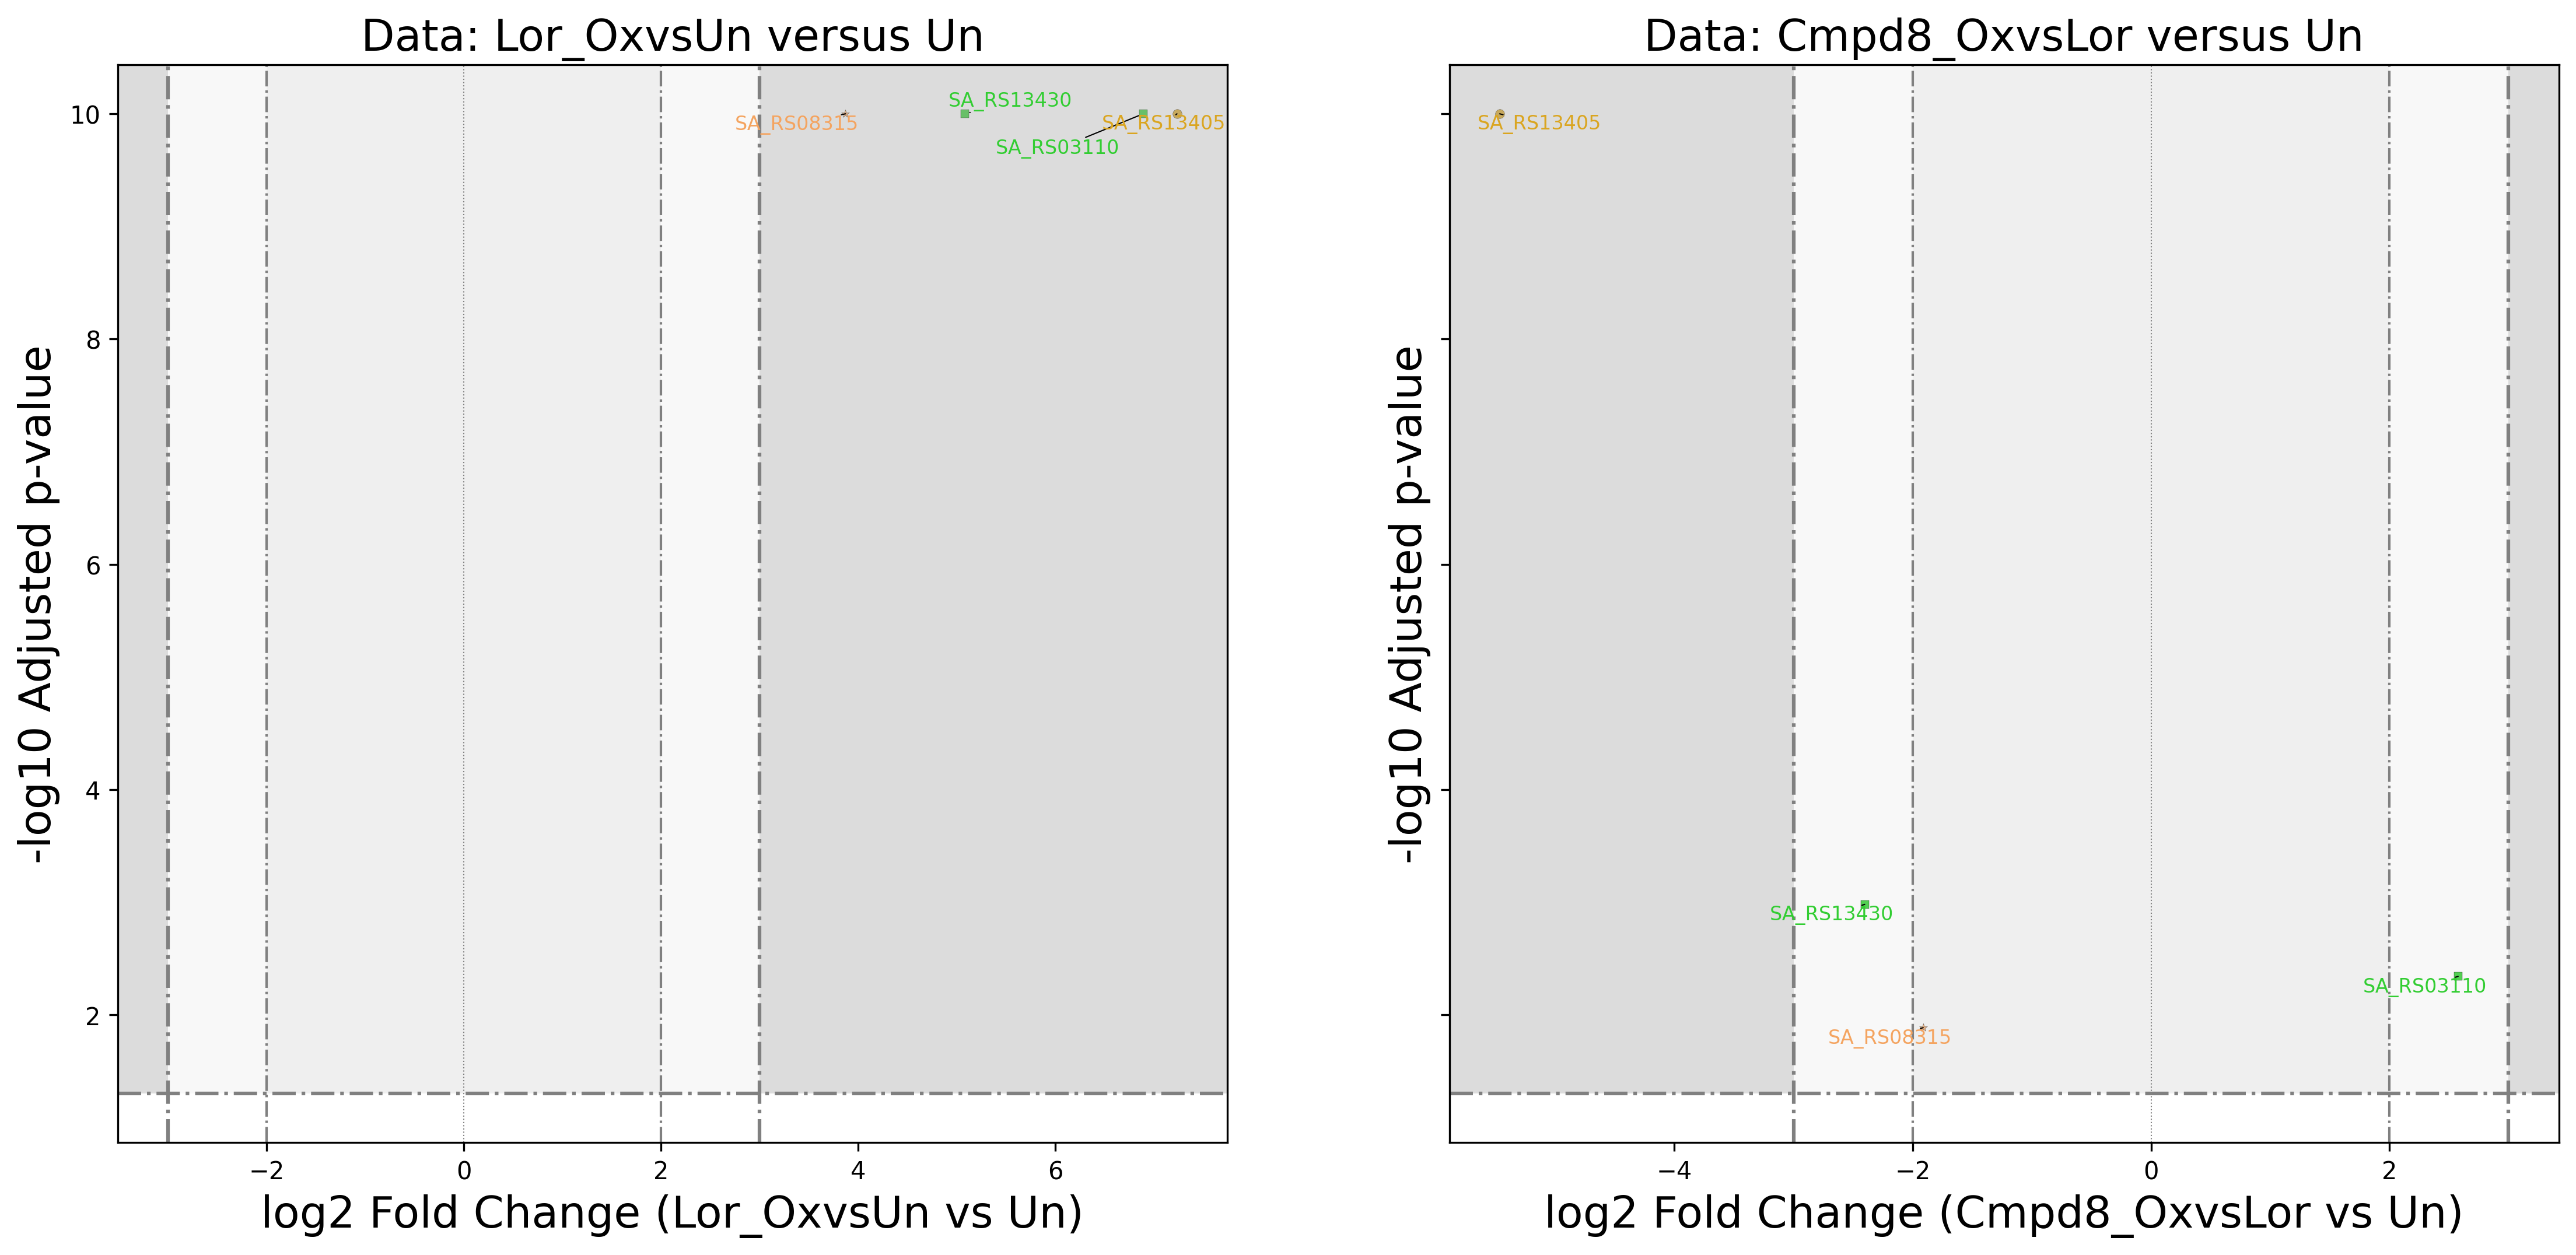 Data: Lor_OxvsUn versus Un
-log10 Adjusted p-value
10
8
6
4
2
SA_RS13430
SA_RS08315
SA_RS13405
SA_RS03110
−2
0
2
4
6
log2 Fold Change (Lor_OxvsUn vs Un)
Data: Cmpd8_OxvsLor versus Un
-log10 Adjusted p-value
SA_RS13405
SA_RS13430
SA_RS03110
SA_RS08315
−4
−2
0
2
log2 Fold Change (Cmpd8_OxvsLor vs Un)